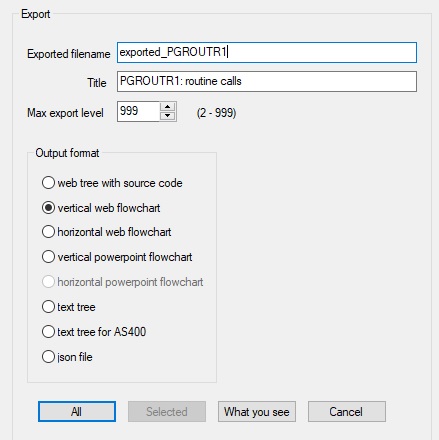 Export
Exported filename exported_PGROUTR1
Title PGROUTR1: routine calls
Max export level 999 (2 - 999)
Output format
web tree with source code
vertical web flowchart
horizontal web flowchart
vertical powerpoint flowchart
horizontal powerpoint flowchart
text tree
text tree for AS400
json file
All Selected What you see Cancel